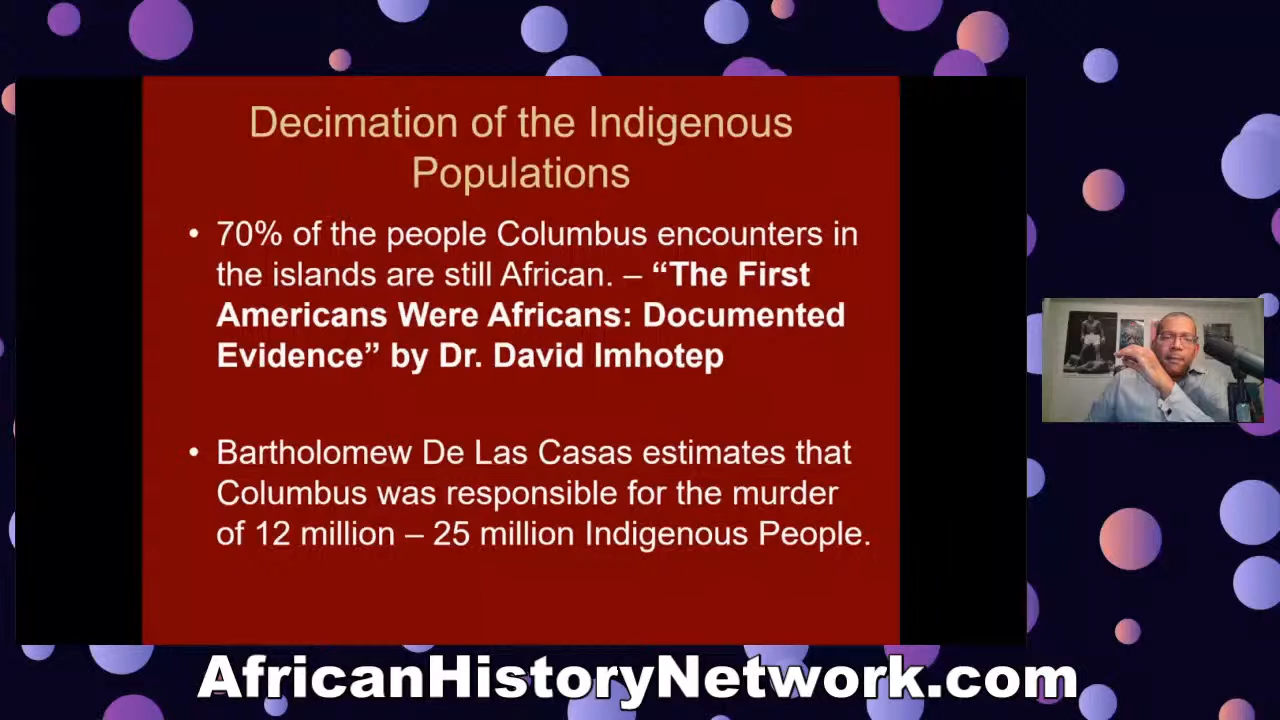 Decimation of the Indigenous
Populations
• 70% of the people Columbus encounters in
the islands are still African. – “The First
Americans Were Africans: Documented
Evidence” by Dr. David Imhotep
• Bartholomew De Las Casas estimates that
Columbus was responsible for the murder
of 12 million – 25 million Indigenous People.
AfricanHistoryNetwork.com